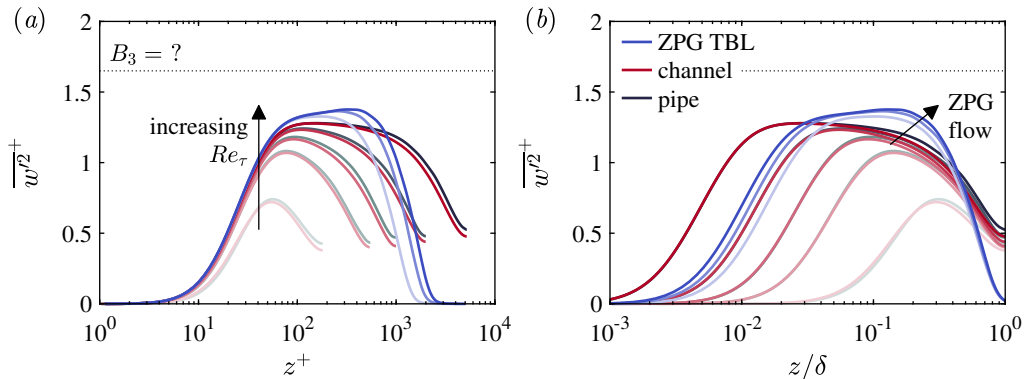 (a)
2
1.5
1
0.5
0
w′2+
B3 = ?
increasing
Reτ
10^0
10^1
10^2
10^3
10^4
z+
(b)
2
1.5
1
0.5
0
w′2+
ZPG TBL
channel
pipe
ZPG
flow
10^-3
10^-2
10^-1
10^0
z/δ